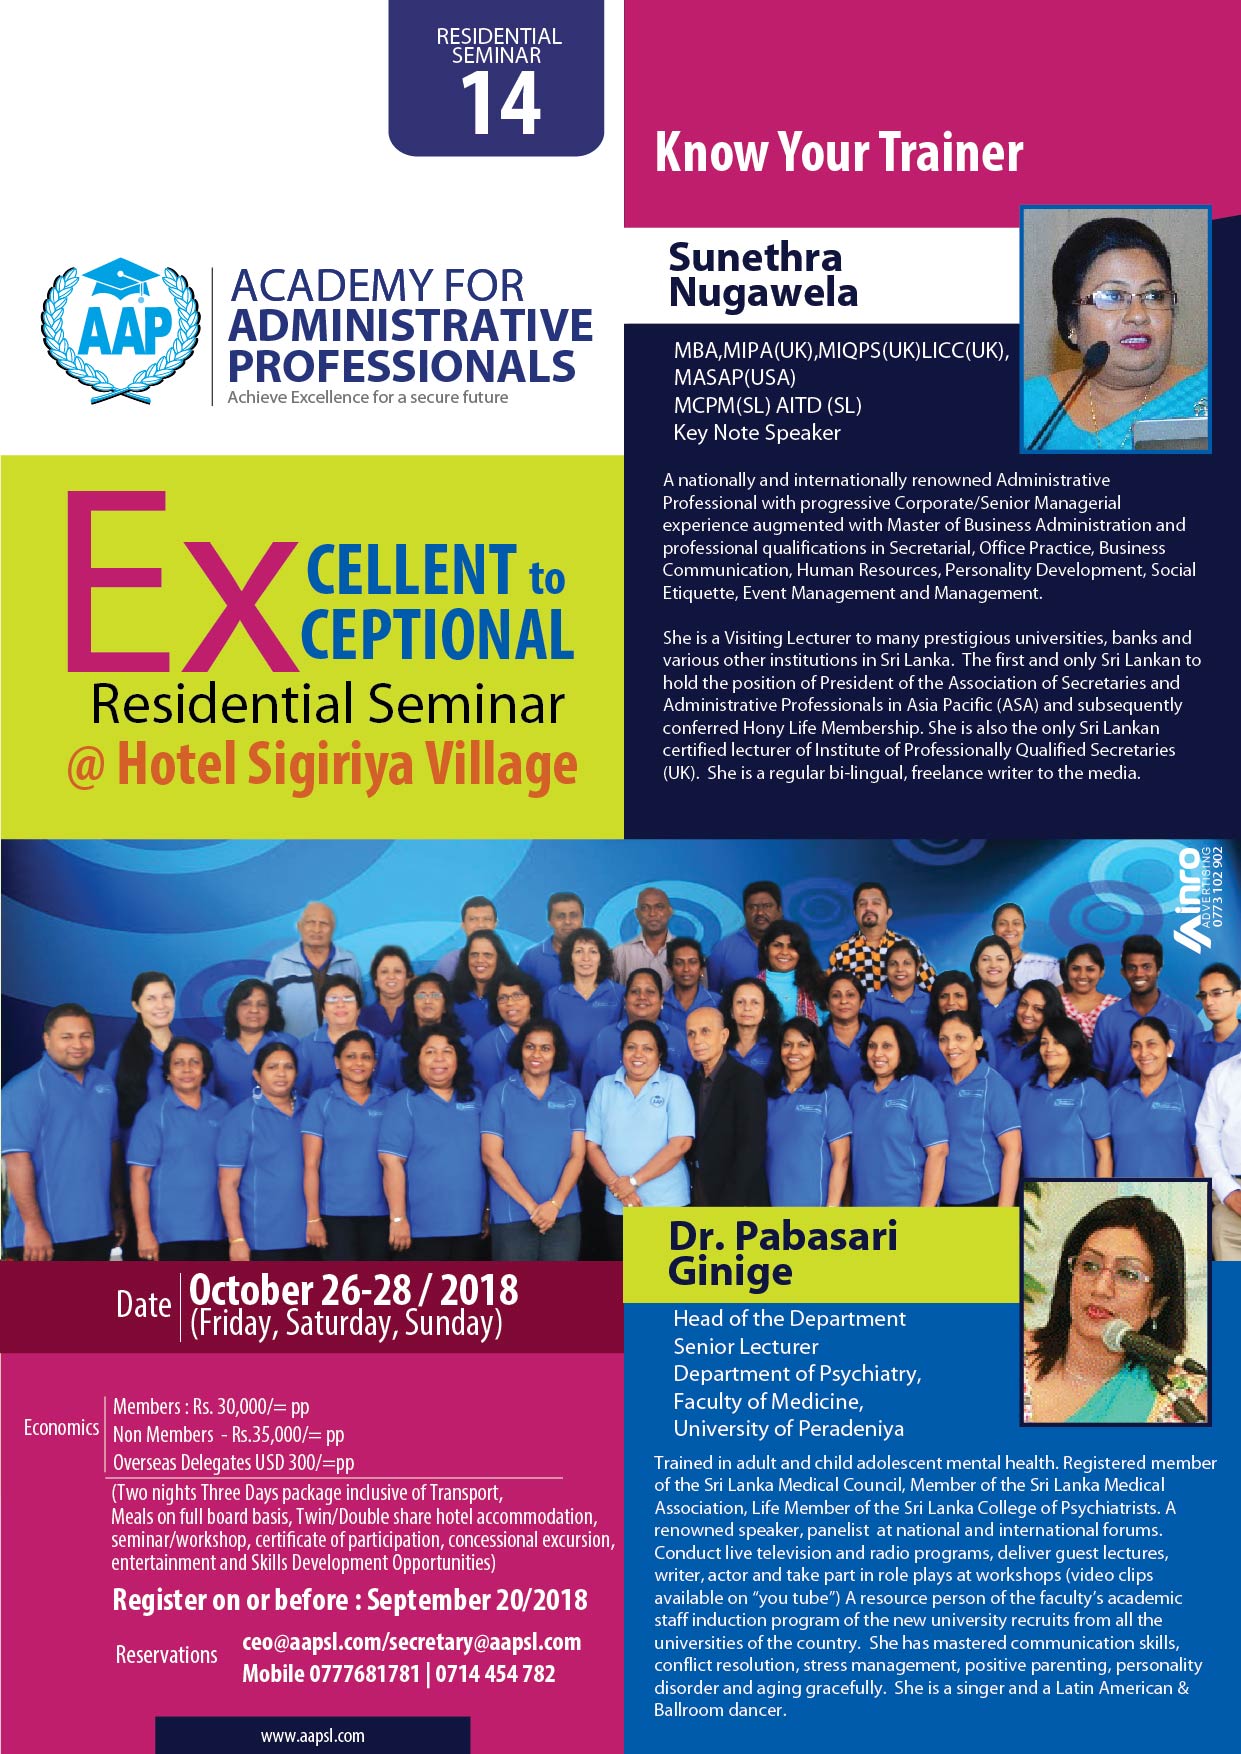 RESIDENTIAL
SEMINAR
14
AAP
ACADEMY FOR
ADMINISTRATIVE
PROFESSIONALS
Achieve Excellence for a secure future
ExCELLENT to
CEPTIONAL
Residential Seminar
@ Hotel Sigiriya Village
Know Your Trainer
Sunethra
Nugawela
MBA,MIPA(UK),MIQPS(UK)LICC(UK),
MASAP(USA)
MCPM(SL) AITD (SL)
Key Note Speaker
A nationally and internationally renowned Administrative
Professional with progressive Corporate/Senior Managerial
experience augmented with Master of Business Administration and
professional qualifications in Secretarial, Office Practice, Business
Communication, Human Resources, Personality Development, Social
Etiquette, Event Management and Management.
She is a Visiting Lecturer to many prestigious universities, banks and
various other institutions in Sri Lanka.  The first and only Sri Lankan to
hold the position of President of the Association of Secretaries and
Administrative Professionals in Asia Pacific (ASA) and subsequently
conferred Hony Life Membership. She is also the only Sri Lankan
certified lecturer of Institute of Professionally Qualified Secretaries
(UK).  She is a regular bi-lingual, freelance writer to the media.
Ainro
ADVERTISING
0773 102 902
AAP
Date
October 26-28 / 2018
(Friday, Saturday, Sunday)
Economics
Members : Rs. 30,000/= pp
Non Members  - Rs.35,000/= pp
Overseas Delegates USD 300/=pp
(Two nights Three Days package inclusive of Transport,
Meals on full board basis, Twin/Double share hotel accommodation,
seminar/workshop, certificate of participation, concessional excursion,
entertainment and Skills Development Opportunities)
Register on or before : September 20/2018
Reservations
ceo@aapsl.com/secretary@aapsl.com
Mobile 0777681781 | 0714 454 782
www.aapsl.com
Dr. Pabasari
Ginige
Head of the Department
Senior Lecturer
Department of Psychiatry,
Faculty of Medicine,
University of Peradeniya
Trained in adult and child adolescent mental health. Registered member
of the Sri Lanka Medical Council, Member of the Sri Lanka Medical
Association, Life Member of the Sri Lanka College of Psychiatrists. A
renowned speaker, panelist  at national and international forums.
Conduct live television and radio programs, deliver guest lectures,
writer, actor and take part in role plays at workshops (video clips
available on “you tube”) A resource person of the faculty’s academic
staff induction program of the new university recruits from all the
universities of the country.  She has mastered communication skills,
conflict resolution, stress management, positive parenting, personality
disorder and aging gracefully.  She is a singer and a Latin American &
Ballroom dancer.